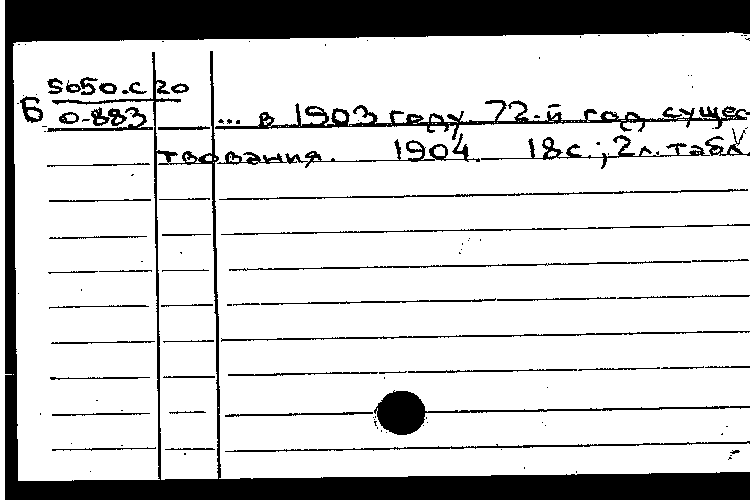 5050.с 20
Б 0-883
... в 1903 году. 72-й год сущес-
твования. 1904. 18с.; 2л. табл.